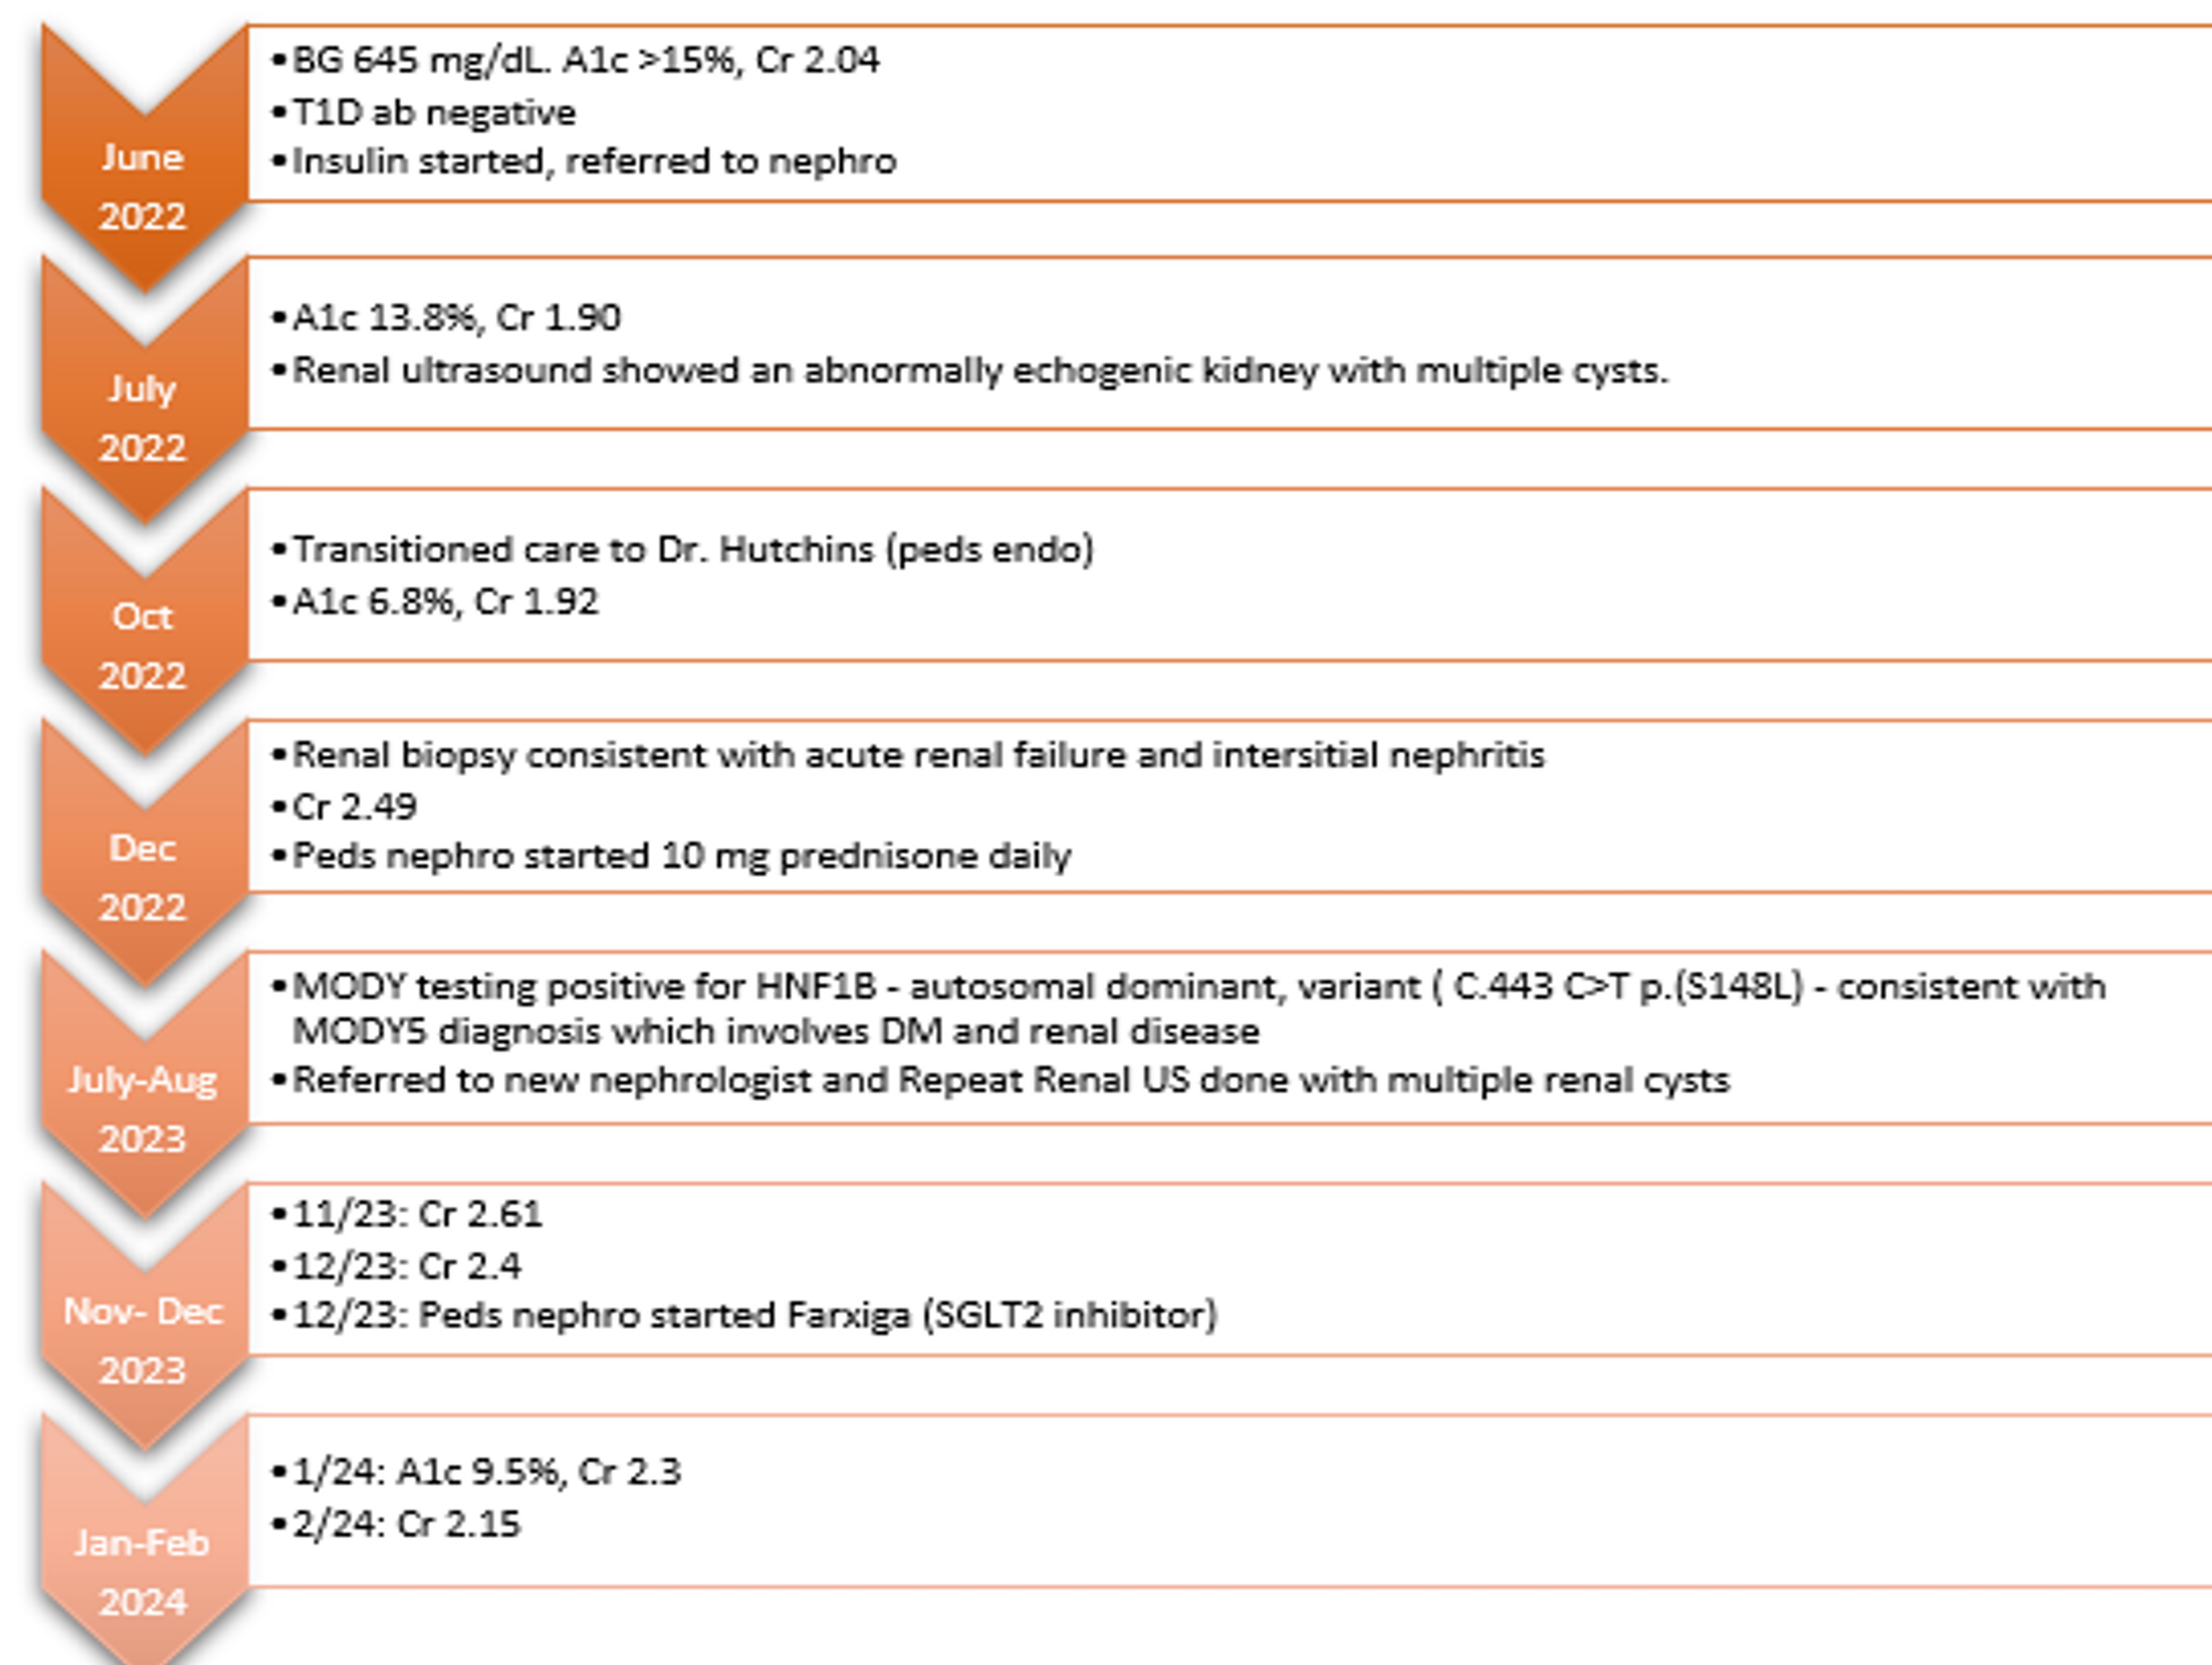 June
2022
•BG 645 mg/dL. A1c >15%, Cr 2.04
•T1D ab negative
•Insulin started, referred to nephro
July
2022
•A1c 13.8%, Cr 1.90
•Renal ultrasound showed an abnormally echogenic kidney with multiple cysts.
Oct
2022
•Transitioned care to Dr. Hutchins (peds endo)
•A1c 6.8%, Cr 1.92
Dec
2022
•Renal biopsy consistent with acute renal failure and intersitial nephritis
•Cr 2.49
•Peds nephro started 10 mg prednisone daily
July-Aug
2023
•MODY testing positive for HNF1B - autosomal dominant, variant ( C.443 C>T p.(S148L) - consistent with
MODY5 diagnosis which involves DM and renal disease
•Referred to new nephrologist and Repeat Renal US done with multiple renal cysts
Nov- Dec
2023
•11/23: Cr 2.61
•12/23: Cr 2.4
•12/23: Peds nephro started Farxiga (SGLT2 inhibitor)
Jan-Feb
2024
•1/24: A1c 9.5%, Cr 2.3
•2/24: Cr 2.15